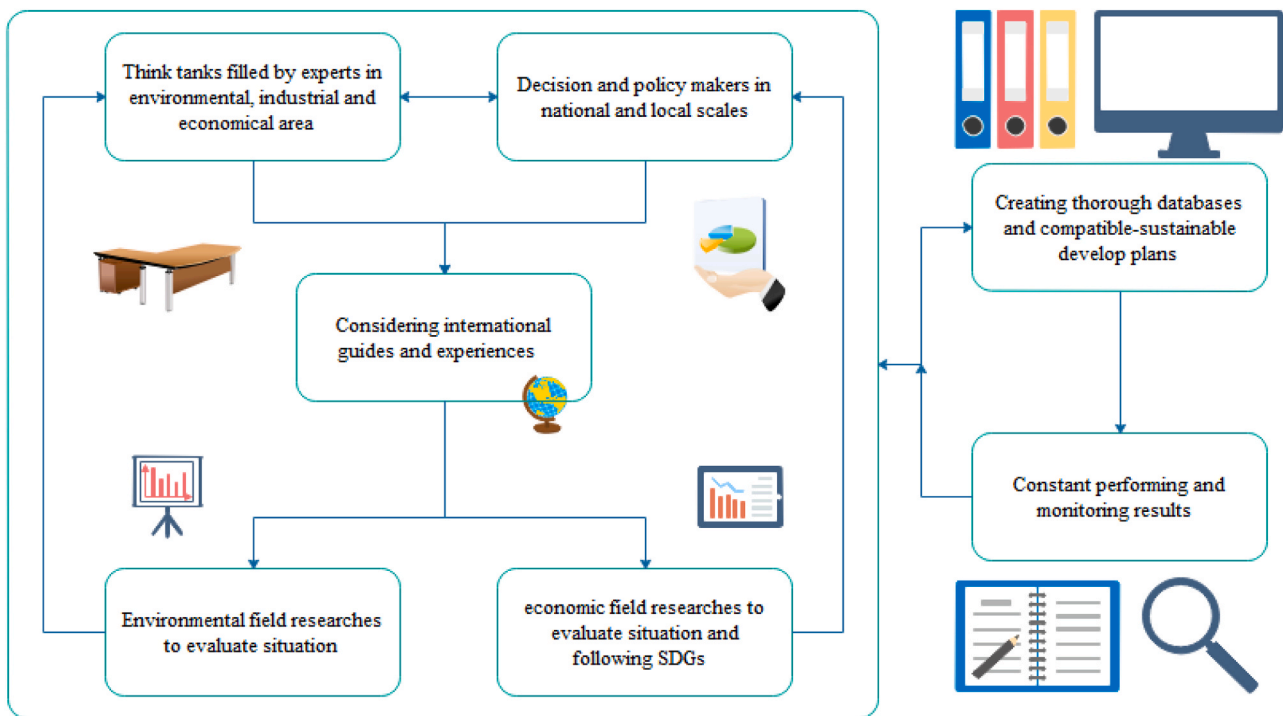 Think tanks filled by experts in
environmental, industrial and
economical area
Decision and policy makers in
national and local scales
Creating thorough databases
and compatible-sustainable
develop plans
Considering international
guides and experiences
Constant performing and
monitoring results
Environmental field researches
to evaluate situation
economic field researches to
evaluate situation and
following SDGs